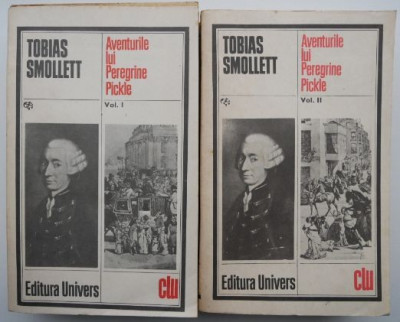 TOBIAS
SMOLLETT
Aventurile
lui
Peregrine
Pickle
Vol. I
Editura Univers
clu
TOBIAS
SMOLLETT
Aventurile
lui
Peregrine
Pickle
Vol. II
Editura Univers
clu